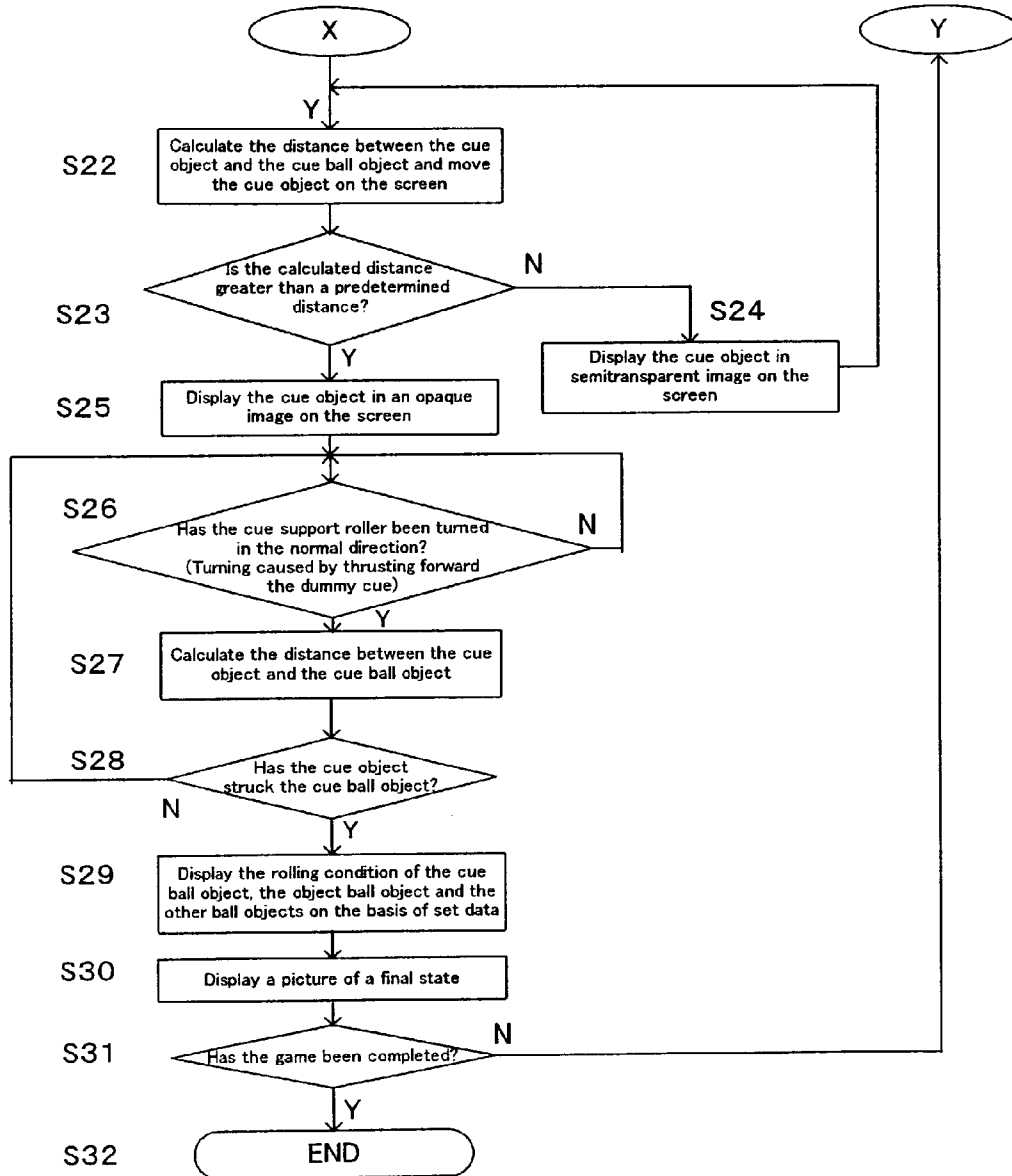 X
Y
Y
S22
Calculate the distance between the cue
object and the cue ball object and move
the cue object on the screen
Is the calculated distance
greater than a predetermined
distance?
N
S23
S24
Y
Display the cue object in
semitransparent image on the
screen
S25
Display the cue object in an opaque
image on the screen
S26
Has the cue support roller been turned
in the normal direction?
(Turning caused by thrusting forward
the dummy cue)
N
Y
S27
Calculate the distance between the cue
object and the cue ball object
S28
Has the cue object
struck the cue ball object?
N
Y
S29
Display the rolling condition of the cue
ball object, the object ball object and the
other ball objects on the basis of set data
S30
Display a picture of a final state
S31
Has the game been completed?
N
Y
S32
END